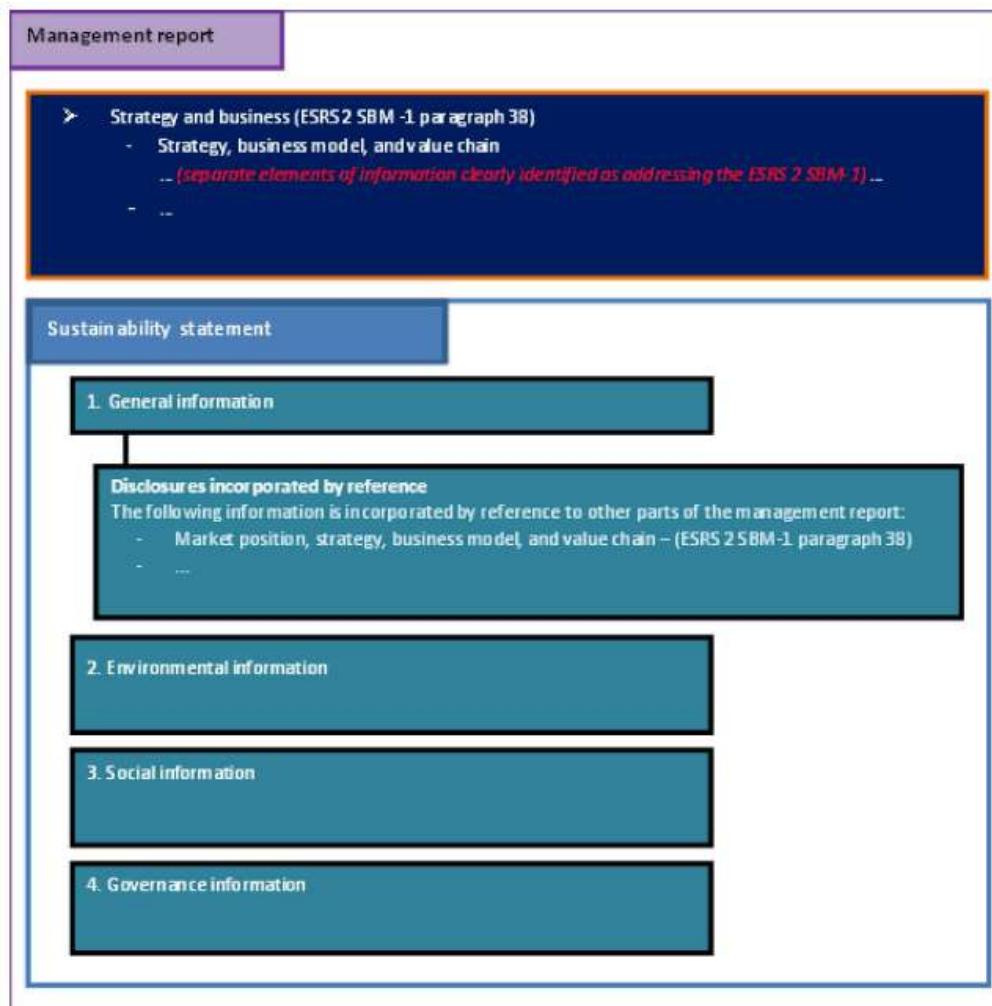 Management report
➢ Strategy and business (ESRS 2 SBM -1 paragraph 38)
- Strategy, business model, and value chain
... (separate elements of information clearly identified as addressing the ESRS 2 SBM-1) ...
- ...
Sustainability statement
1. General information
Disclosures incorporated by reference
The following information is incorporated by reference to other parts of the management report:
- Market position, strategy, business model, and value chain – (ESRS 2 SBM-1 paragraph 38)
- ...
2. Environmental information
3. Social information
4. Governance information